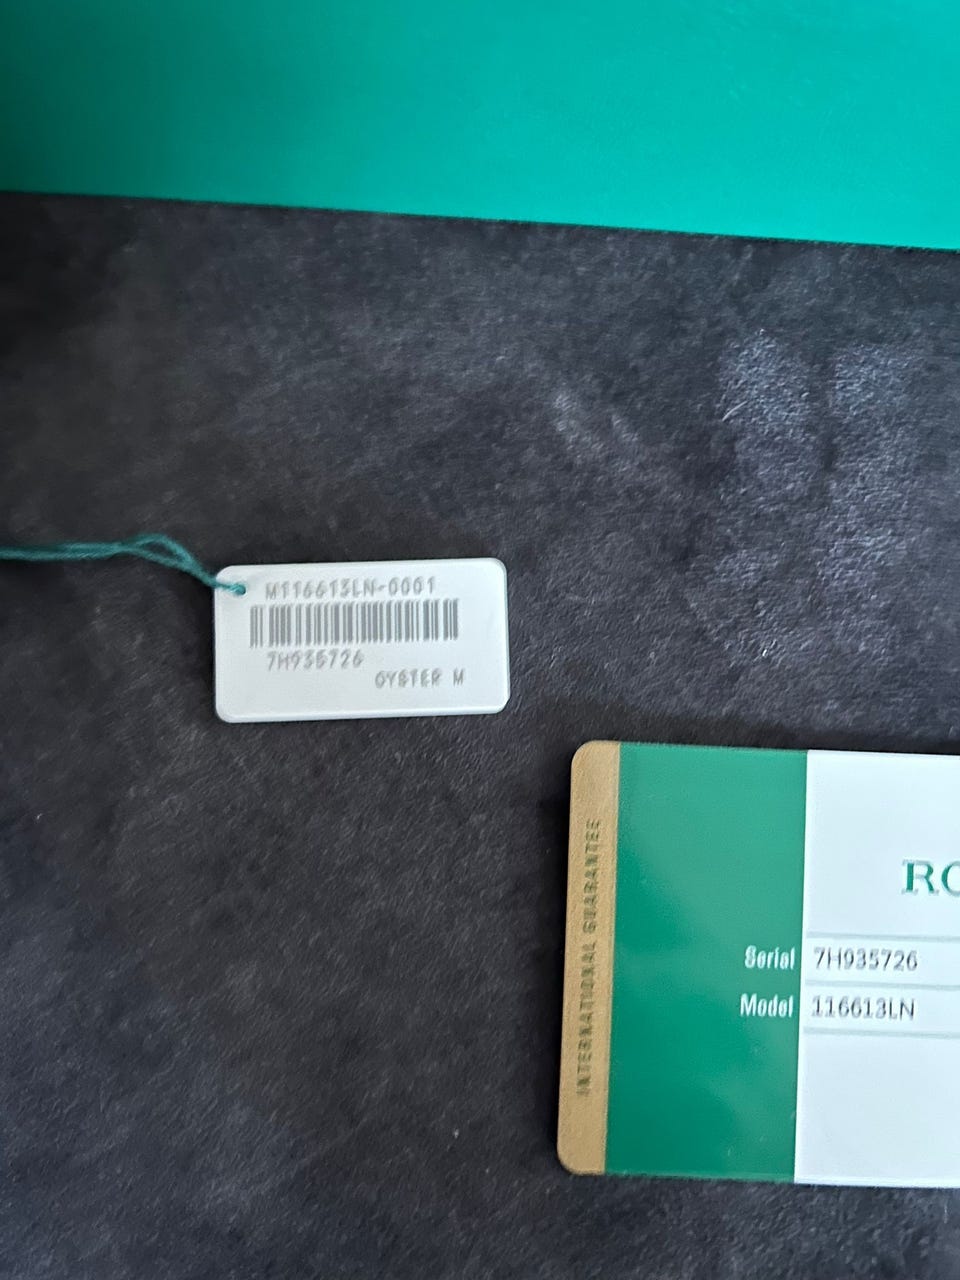 M116613LN-0001
7H935726
OYSTER M
INTERNATIONAL GUARANTEE
RO
Serial 7H935726
Model 116613LN